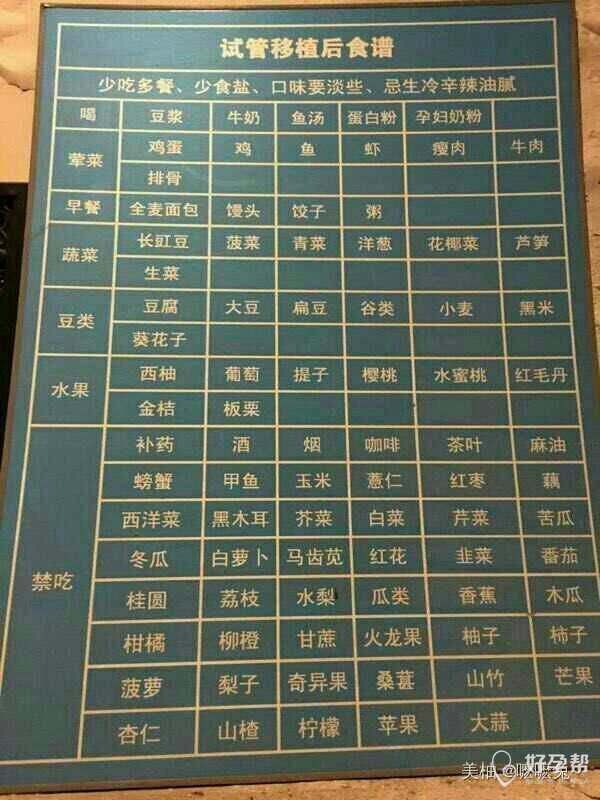 试管移植后食谱
少吃多餐、少食盐、口味要淡些、忌生冷辛辣油腻
喝 豆浆 牛奶 鱼汤 蛋白粉 孕妇奶粉
荤菜 鸡蛋 鸡 鱼 虾 瘦肉 牛肉
排骨
早餐 全麦面包 馒头 饺子 粥
蔬菜 长豇豆 菠菜 青菜 洋葱 花椰菜 芦笋
生菜
豆类 豆腐 大豆 扁豆 谷类 小麦 黑米
葵花子
水果 西柚 葡萄 提子 樱桃 水蜜桃 红毛丹
金桔 板栗
禁吃 补药 酒 烟 咖啡 茶叶 麻油
螃蟹 甲鱼 玉米 薏仁 红枣 藕
西洋菜 黑木耳 芥菜 白菜 芹菜 苦瓜
冬瓜 白萝卜 马齿苋 红花 韭菜 番茄
桂圆 荔枝 水梨 瓜类 香蕉 木瓜
柑橘 柳橙 甘蔗 火龙果 柚子 柿子
菠萝 梨子 奇异果 桑葚 山竹 芒果
杏仁 山楂 柠檬 苹果 大蒜
好孕帮
美柚 @嚒嚒兔